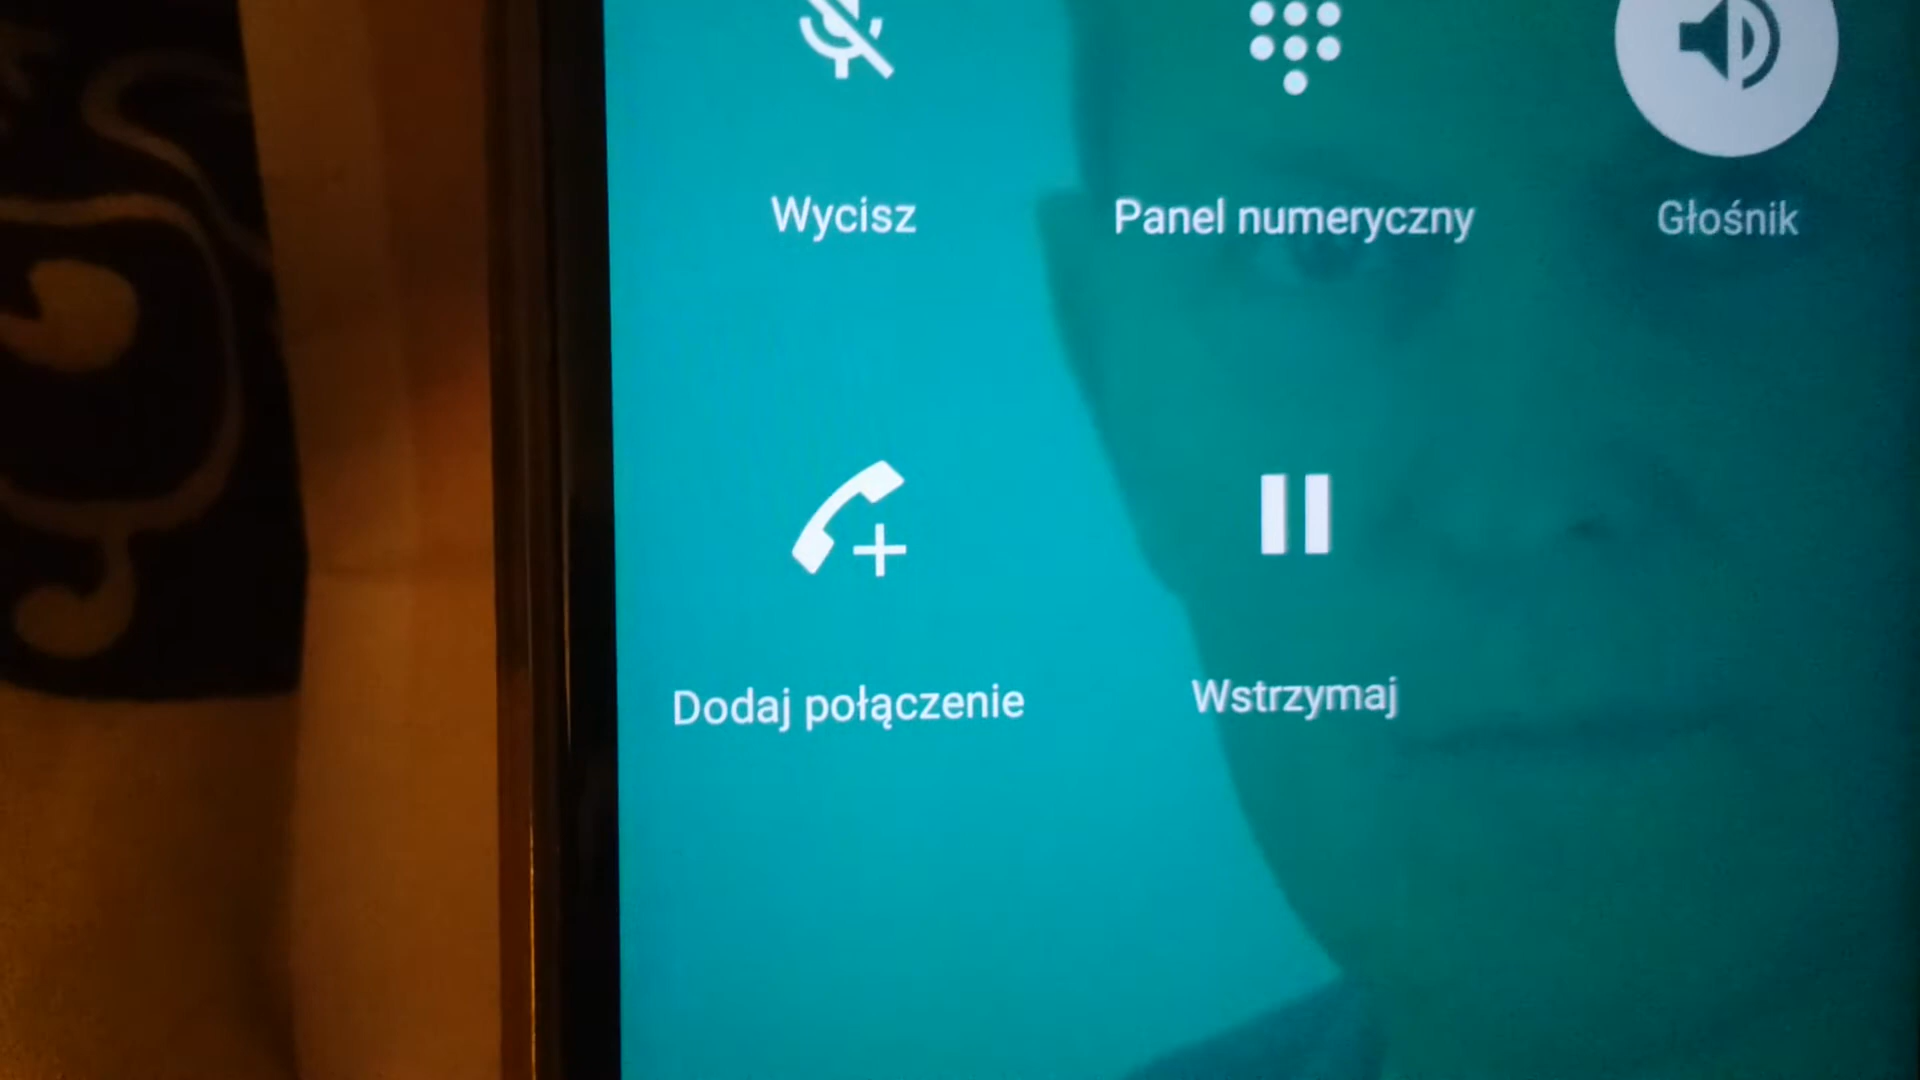 Wycisz
Panel numeryczny
Głośnik
Dodaj połączenie
Wstrzymaj